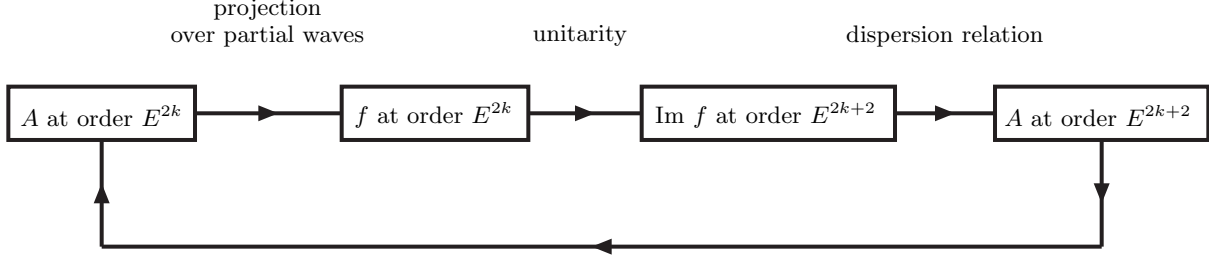 projection
over partial waves
unitarity
dispersion relation
A at order E^{2k}
f at order E^{2k}
Im f at order E^{2k+2}
A at order E^{2k+2}